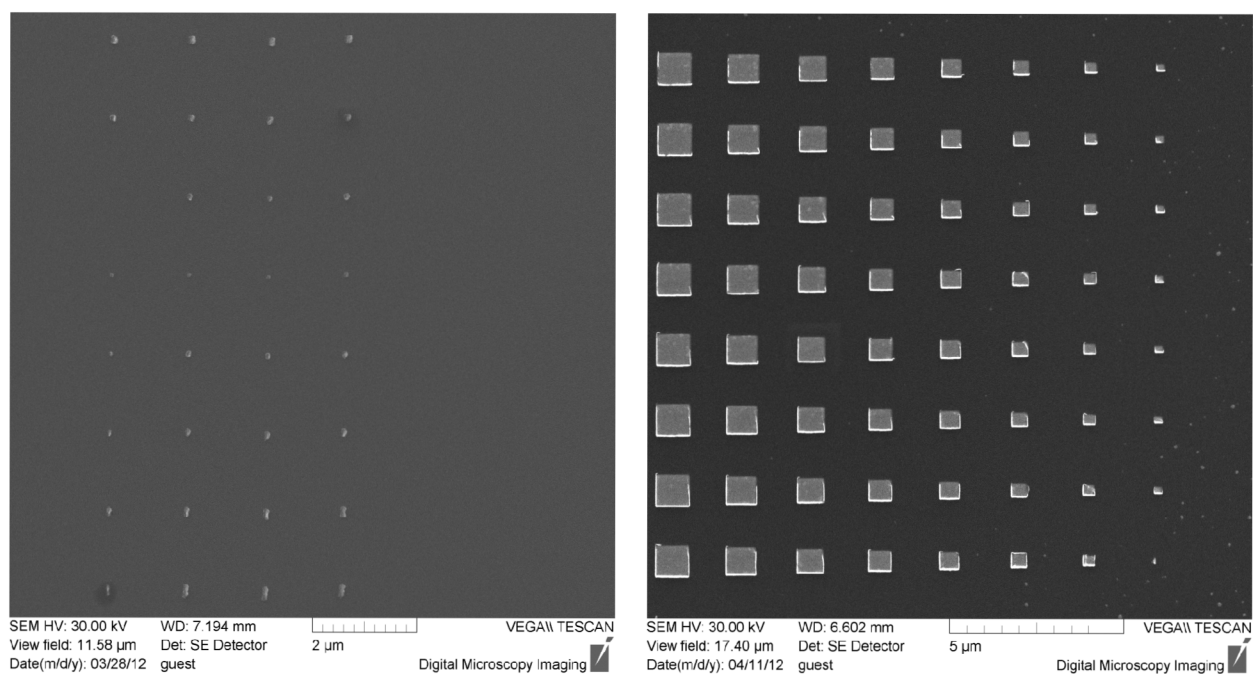 SEM HV: 30.00 kV WD: 7.194 mm VEGA\\ TESCAN
View field: 11.58 µm Det: SE Detector 2 µm
Date(m/d/y): 03/28/12 guest Digital Microscopy Imaging
SEM HV: 30.00 kV WD: 6.602 mm VEGA\\ TESCAN
View field: 17.40 µm Det: SE Detector 5 µm
Date(m/d/y): 04/11/12 guest Digital Microscopy Imaging